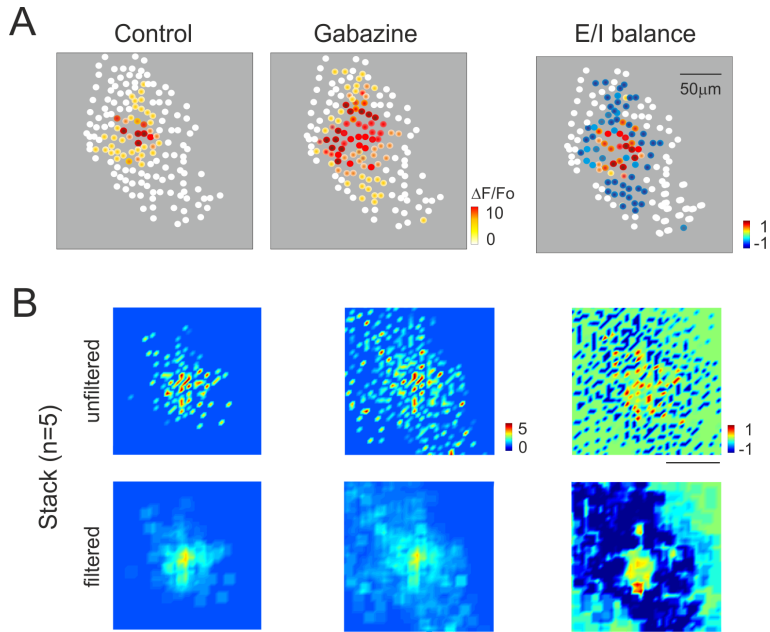 A
Control
Gabazine
E/I balance
50µm
ΔF/Fo
10
0
1
-1
B
Stack (n=5)
unfiltered
5
0
1
-1
filtered